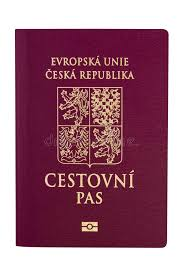 EVROPSKÁ UNIE
ČESKÁ REPUBLIKA
CESTOVNÍ
PAS